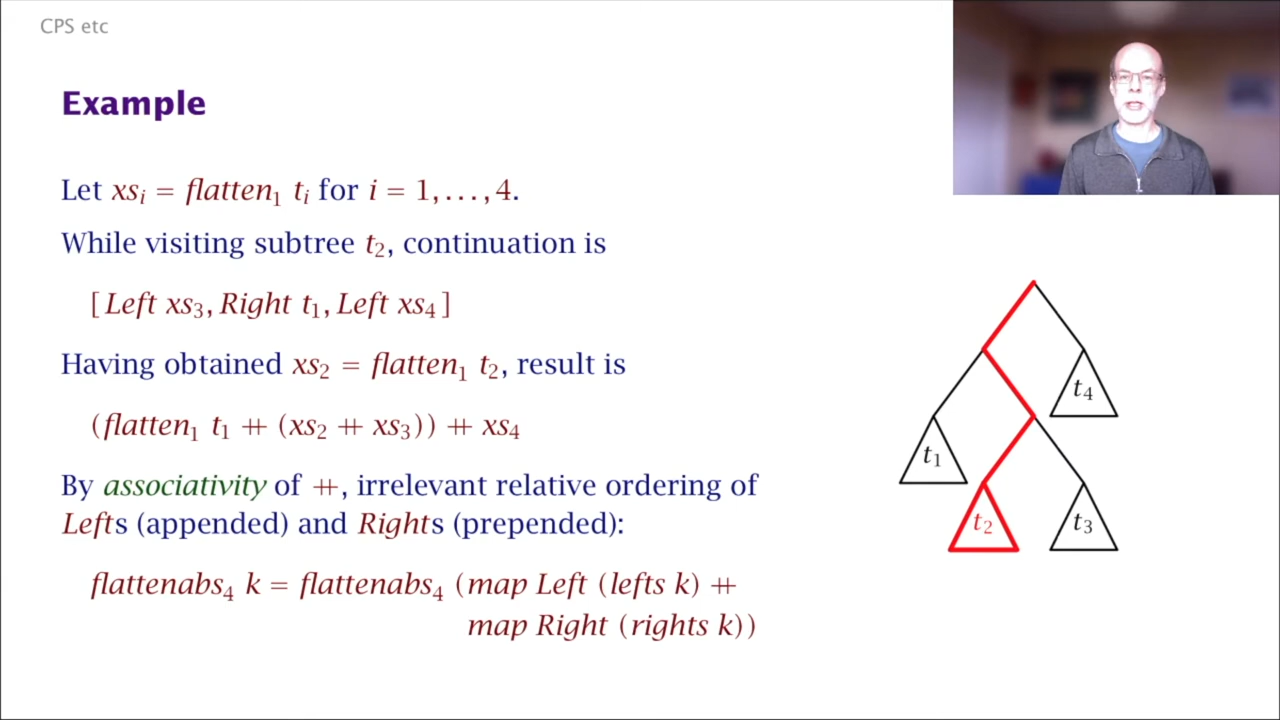 CPS etc
Example
Let xsᵢ = flatten₁ tᵢ for i = 1, . . . , 4.
While visiting subtree t₂, continuation is
[Left xs₃, Right t₁, Left xs₄]
Having obtained xs₂ = flatten₁ t₂, result is
(flatten₁ t₁ ⧺ (xs₂ ⧺ xs₃)) ⧺ xs₄
By associativity of ⧺, irrelevant relative ordering of
Lefts (appended) and Rights (prepended):
flattenabs₄ k = flattenabs₄ (map Left (lefts k) ⧺
map Right (rights k))
t₄
t₁
t₂
t₃